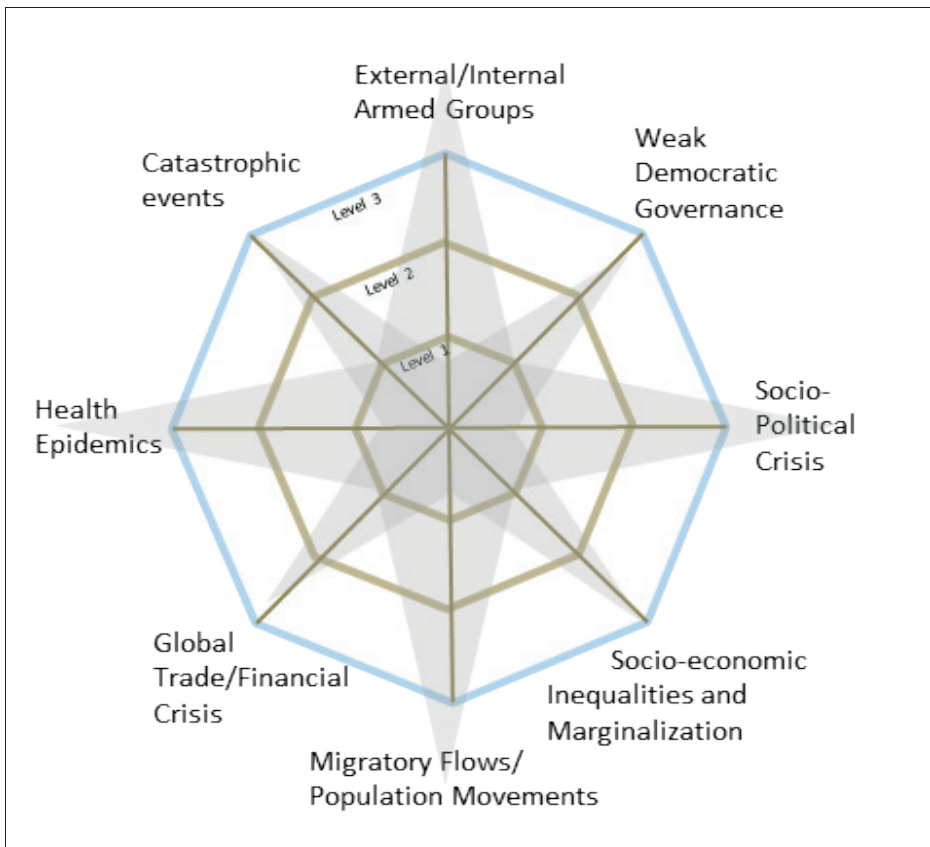 External/Internal
Armed Groups
Weak
Democratic
Governance
Catastrophic
events
Level 3
Level 2
Level 1
Socio-
Political
Crisis
Health
Epidemics
Global
Trade/Financial
Crisis
Socio-economic
Inequalities and
Marginalization
Migratory Flows/
Population Movements